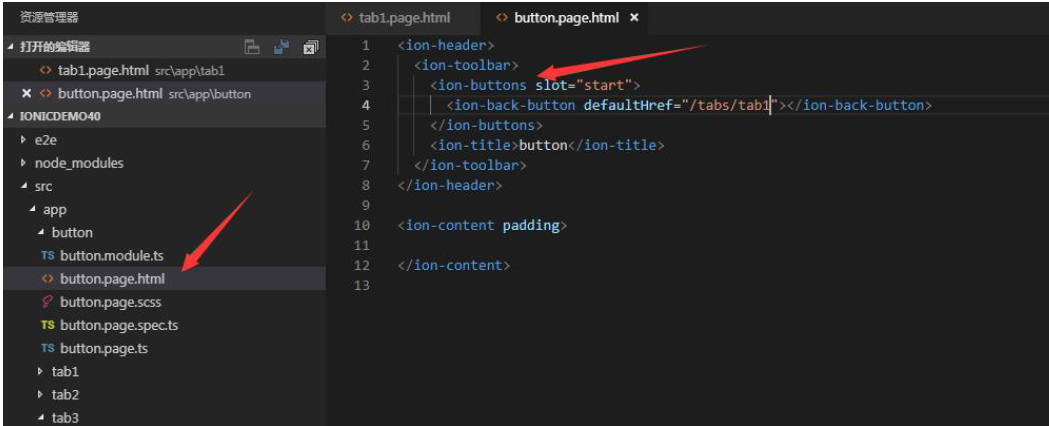 资源管理器
打开的编辑器
tab1.page.html src\app\tab1
button.page.html src\app\button
IONICDEMO40
e2e
node_modules
src
app
button
TS button.module.ts
button.page.html
button.page.scss
TS button.page.spec.ts
TS button.page.ts
tab1
tab2
tab3
tab1.page.html button.page.html
1 <ion-header>
2 <ion-toolbar>
3 <ion-buttons slot="start">
4 <ion-back-button defaultHref="/tabs/tab1"></ion-back-button>
5 </ion-buttons>
6 <ion-title>button</ion-title>
7 </ion-toolbar>
8 </ion-header>
9
10 <ion-content padding>
11
12 </ion-content>
13